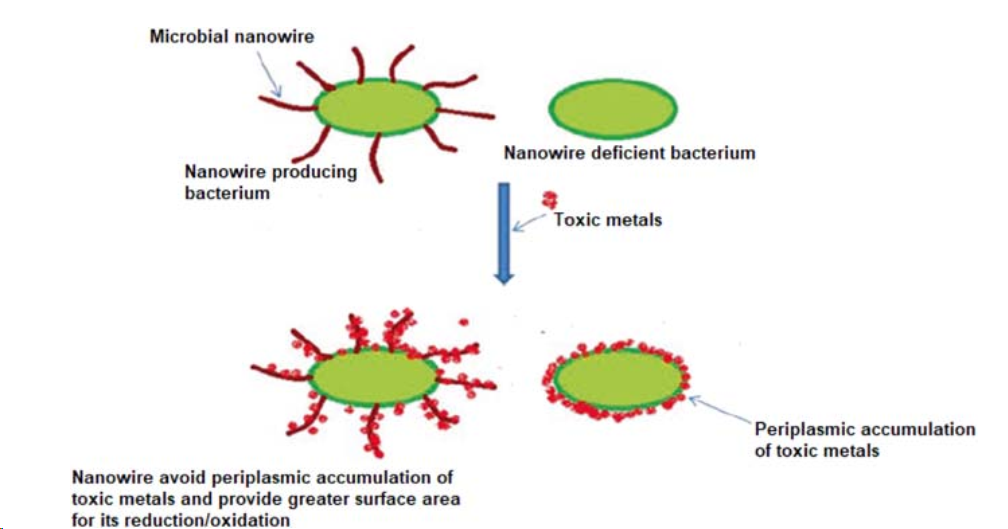 Microbial nanowire
Nanowire producing
bacterium
Nanowire deficient bacterium
Toxic metals
Periplasmic accumulation
of toxic metals
Nanowire avoid periplasmic accumulation of
toxic metals and provide greater surface area
for its reduction/oxidation